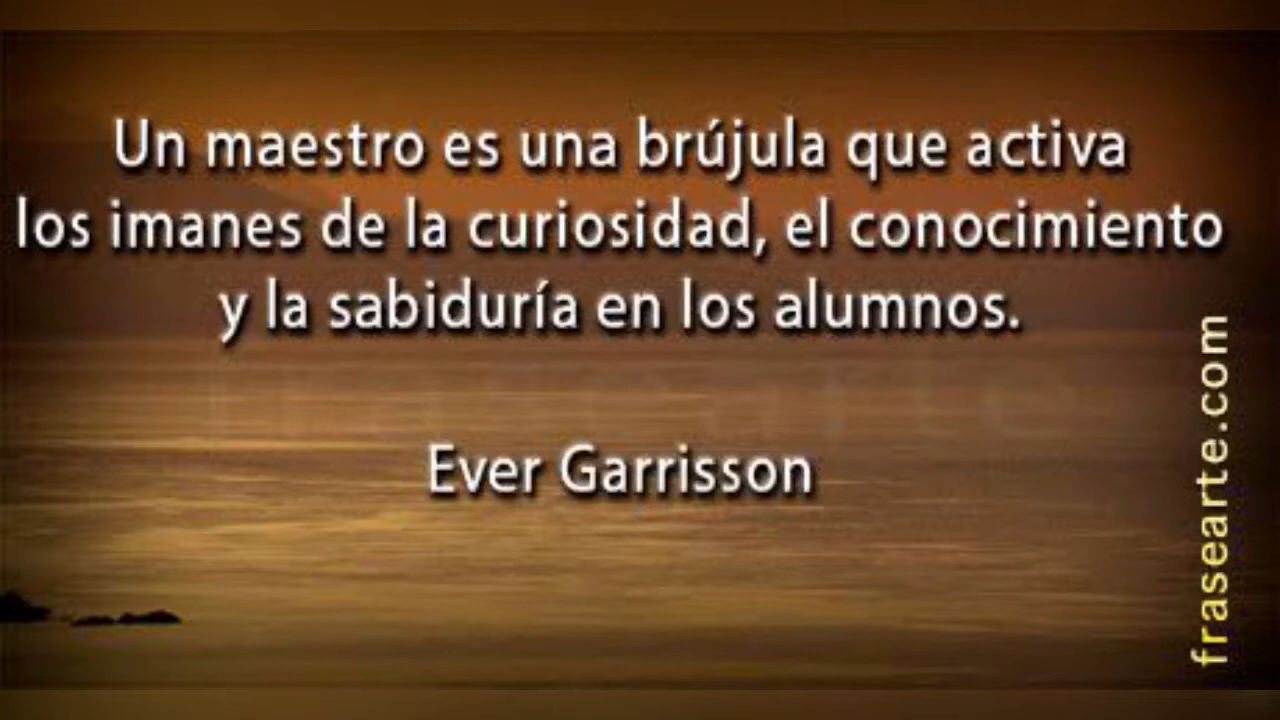 Un maestro es una brújula que activa
los imanes de la curiosidad, el conocimiento
y la sabiduría en los alumnos.
Ever Garrisson
frasearte.com